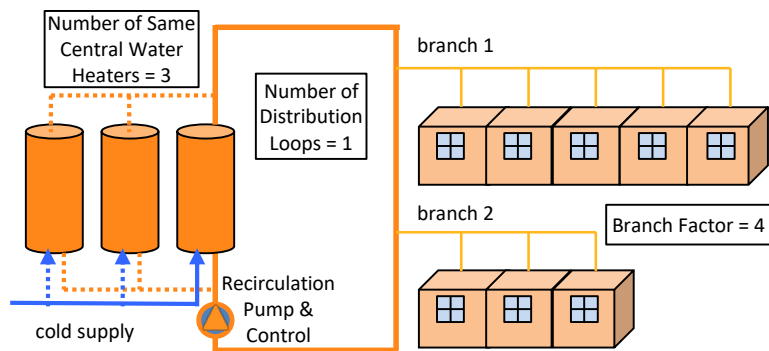 Number of Same
Central Water
Heaters = 3
Number of
Distribution
Loops = 1
branch 1
branch 2
Branch Factor = 4
Recirculation
Pump &
Control
cold supply